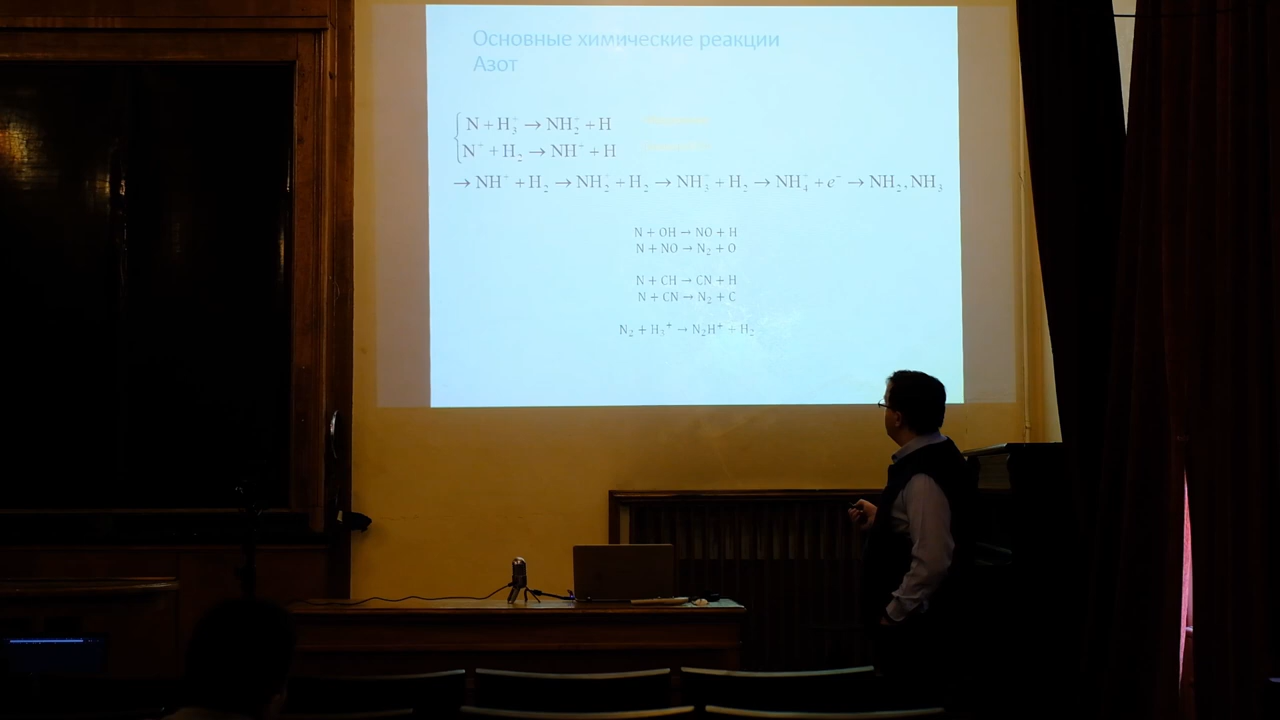 Основные химические реакции
Азот
N + H₃⁺ → NH₂⁺ + H
N⁺ + H₂ → NH⁺ + H
→ NH⁺ + H₂ → NH₂⁺ + H₂ → NH₃⁺ + H₂ → NH₄⁺ + e⁻ → NH₂, NH₃
N + OH → NO + H
N + NO → N₂ + O
N + CH → CN + H
N + CN → N₂ + C
N₂ + H₃⁺ → N₂H⁺ + H₂